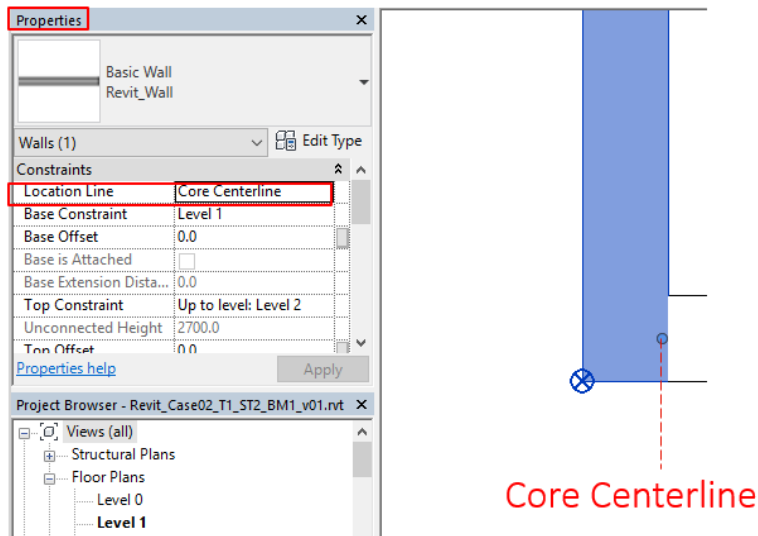 Properties
Basic Wall
Revit_Wall
Walls (1)
Edit Type
Constraints
Location Line Core Centerline
Base Constraint Level 1
Base Offset 0.0
Base is Attached
Base Extension Dista... 0.0
Top Constraint Up to level: Level 2
Unconnected Height 2700.0
Top Offset 0.0
Properties help
Apply
Project Browser - Revit_Case02_T1_ST2_BM1_v01.rvt
Views (all)
Structural Plans
Floor Plans
Level 0
Level 1
Core Centerline